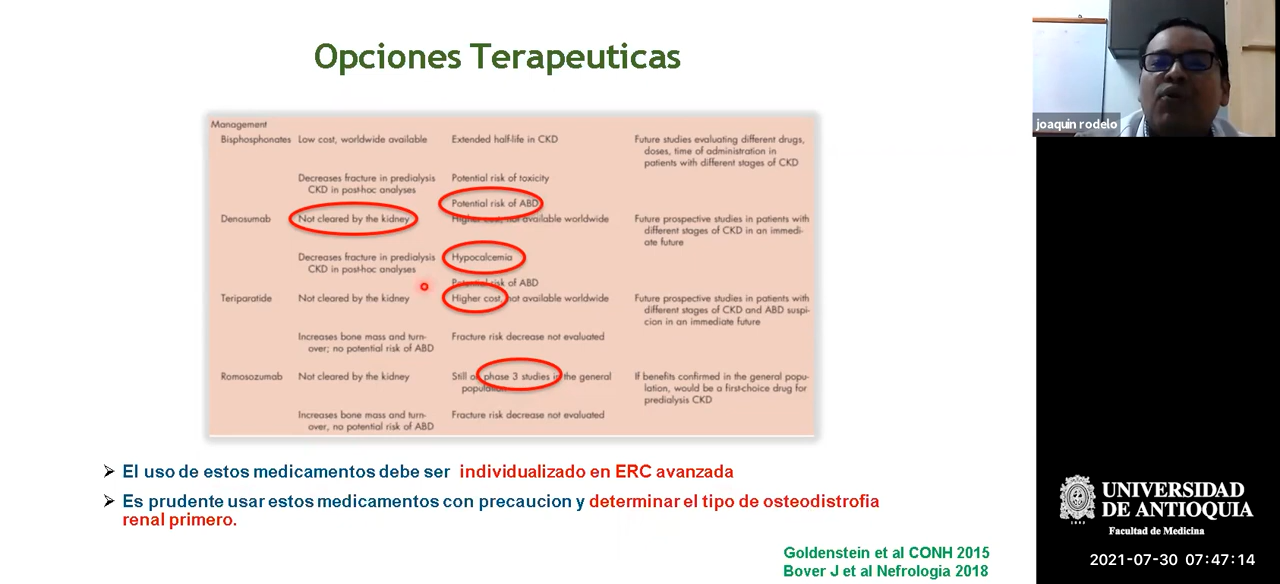 Opciones Terapeuticas
joaquin rodelo
Management
Bisphosphonates Low cost, worldwide available Extended half-life in CKD Future studies evaluating different drugs,
doses, time of administration in
patients with different stages of CKD
Decreases fracture in predialysis Potential risk of toxicity
CKD in post-hoc analyses
Potential risk of ABD
Denosumab Not cleared by the kidney Higher cost, not available worldwide Future prospective studies in patients with
different stages of CKD in an immedi-
ate future
Decreases fracture in predialysis Hypocalcemia
CKD in post-hoc analyses
Potential risk of ABD
Teriparatide Not cleared by the kidney Higher cost, not available worldwide Future prospective studies in patients with
different stages of CKD and ABD suspi-
cion in an immediate future
Increases bone mass and turn- Fracture risk decrease not evaluated
over; no potential risk of ABD
Romosozumab Not cleared by the kidney Still on phase 3 studies in the general If benefits confirmed in the general popu-
population lation, would be a first-choice drug for
predialysis CKD
Increases bone mass and turn- Fracture risk decrease not evaluated
over, no potential risk of ABD
➢ El uso de estos medicamentos debe ser individualizado en ERC avanzada
➢ Es prudente usar estos medicamentos con precaucion y determinar el tipo de osteodistrofia
renal primero.
Goldenstein et al CONH 2015
Bover J et al Nefrologia 2018
UNIVERSIDAD
DE ANTIOQUIA
1803
Facultad de Medicina
2021-07-30 07:47:14